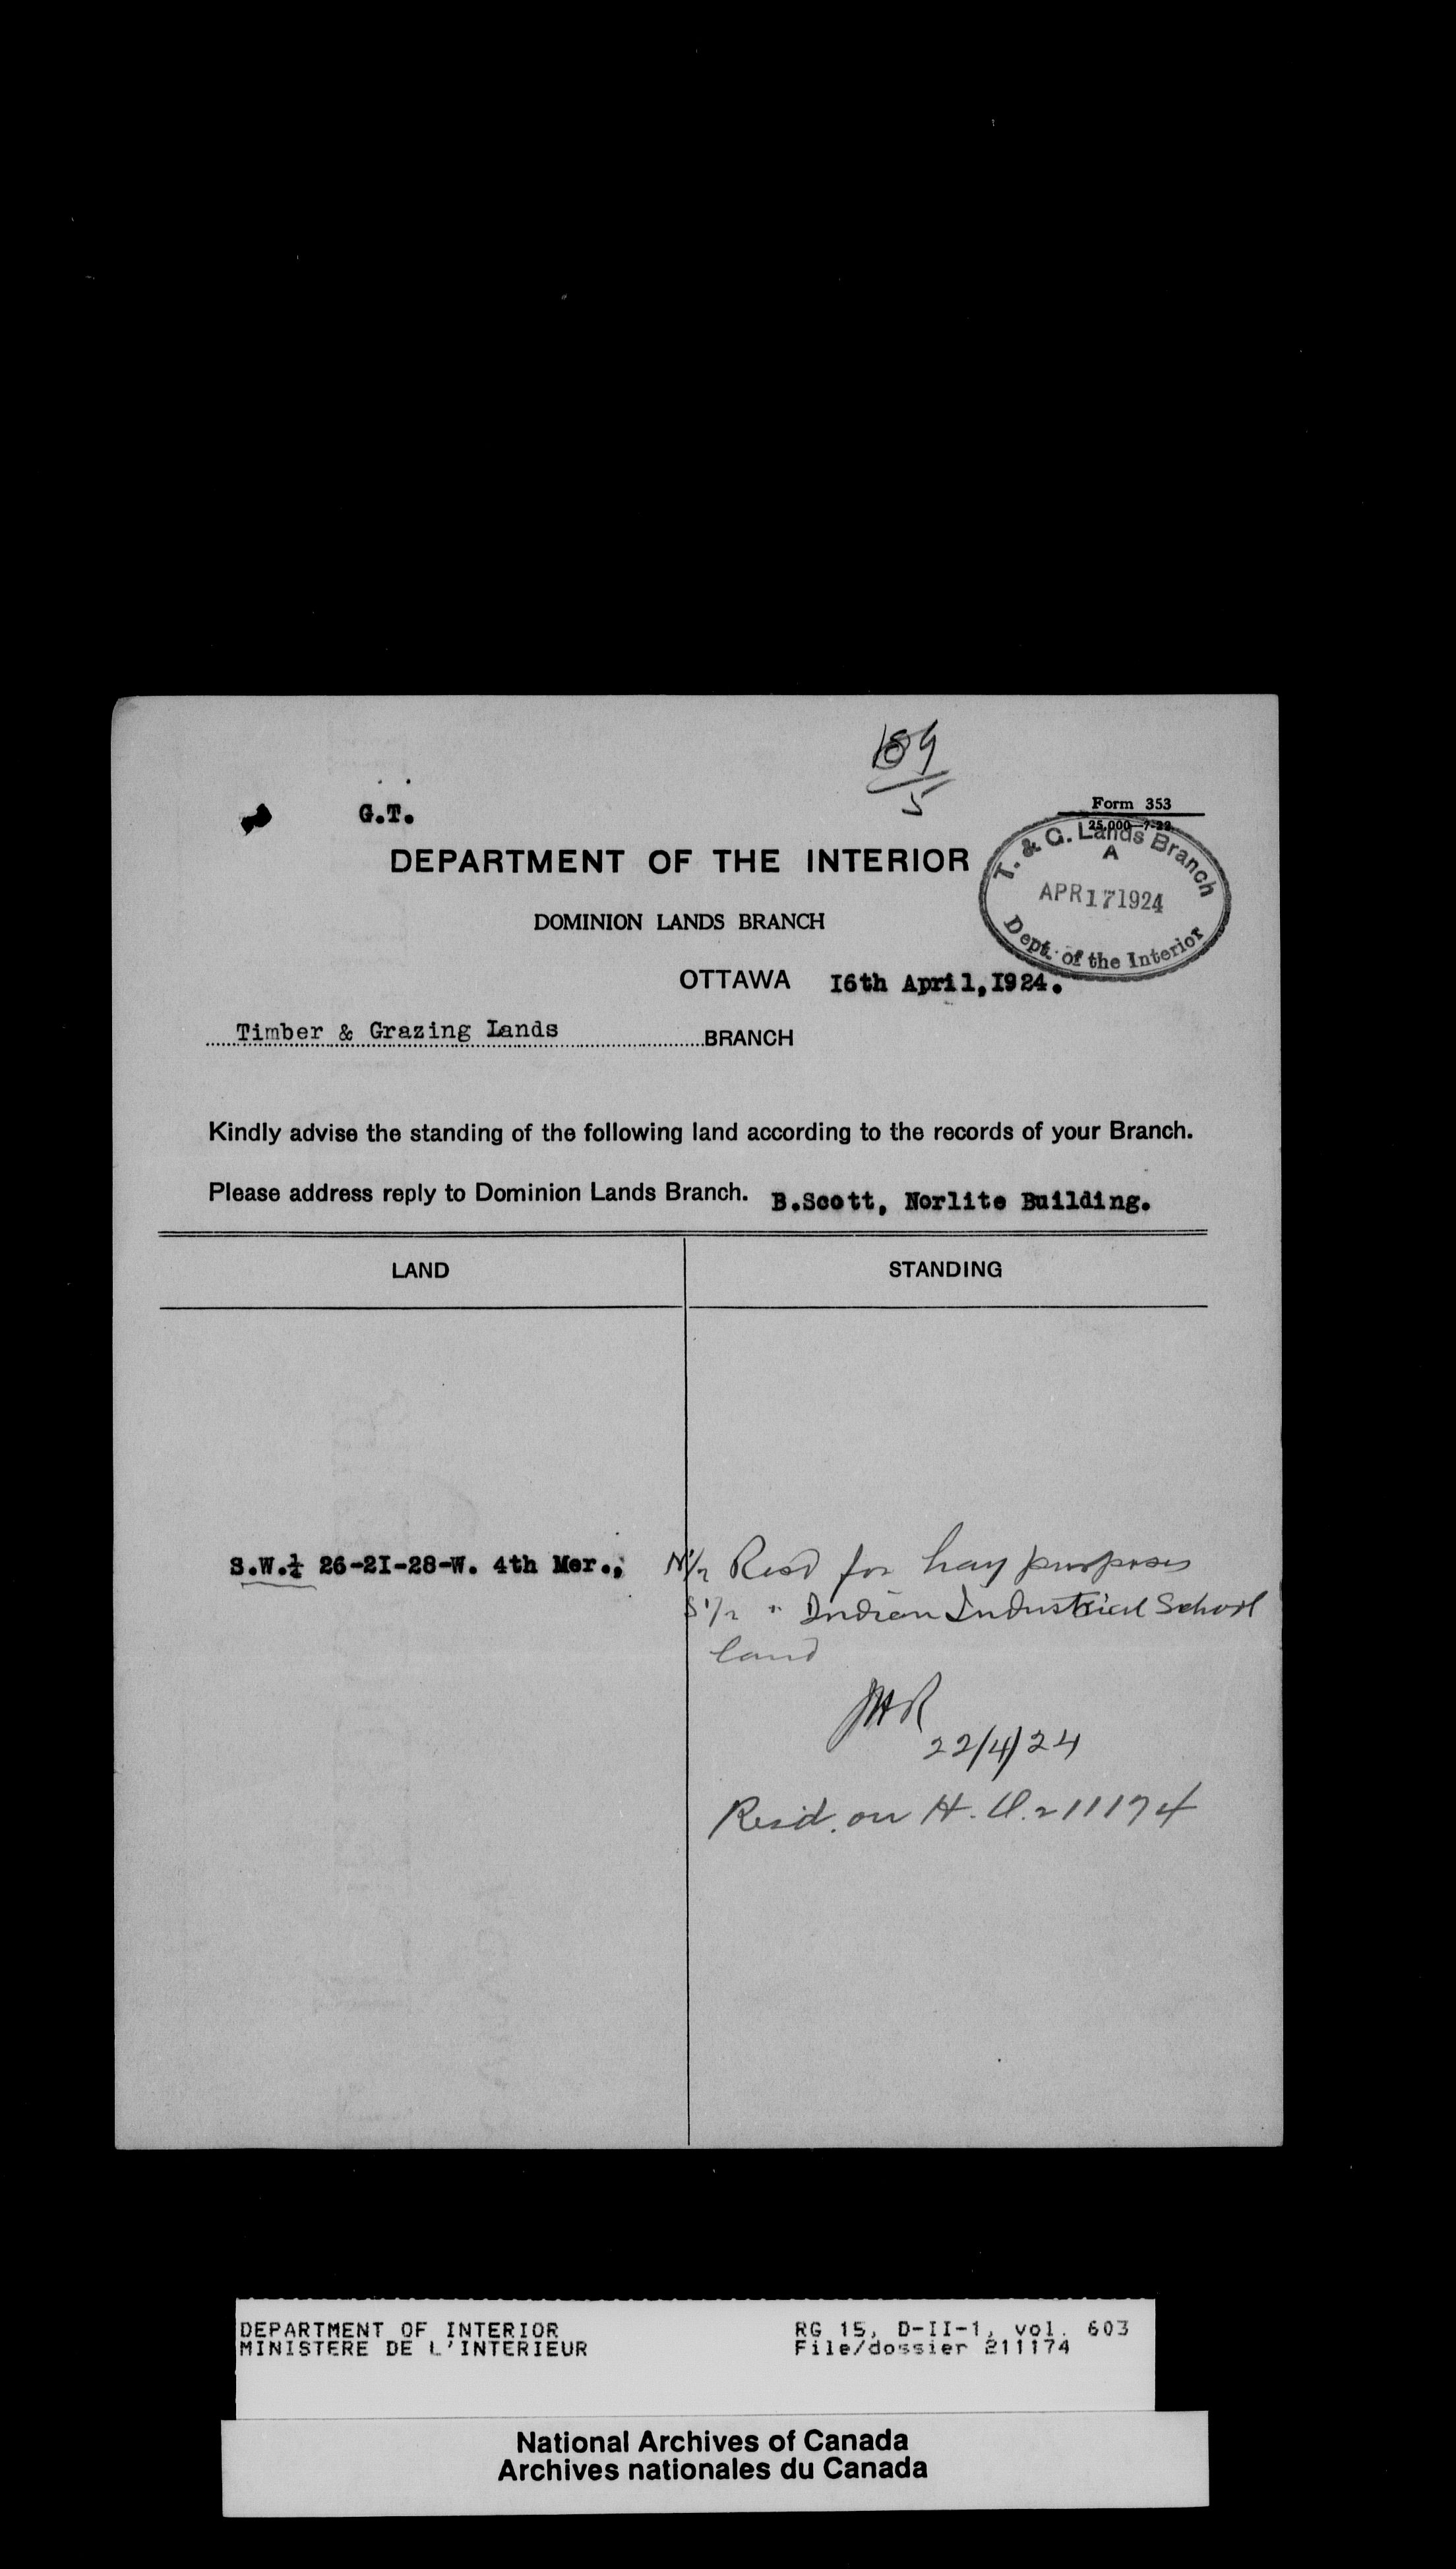 189
5
G.T.
Form 353
25,000—7-22
DEPARTMENT OF THE INTERIOR
T. & G. Lands Branch
A
APR 17 1924
Dept. of the Interior
DOMINION LANDS BRANCH
OTTAWA 16th April, 1924.
Timber & Grazing Lands BRANCH
Kindly advise the standing of the following land according to the records of your Branch.
Please address reply to Dominion Lands Branch. B.Scott, Norlite Building.
LAND STANDING
S.W.¼ 26-21-28-W. 4th Mer., N½ Resd for hay purposes
S½ " Indian Industrial School
land
22/4/24
Resd. on H.O. 211174
DEPARTMENT OF INTERIOR RG 15, D-II-1, vol. 603
MINISTERE DE L'INTERIEUR File/dossier 211174
National Archives of Canada
Archives nationales du Canada